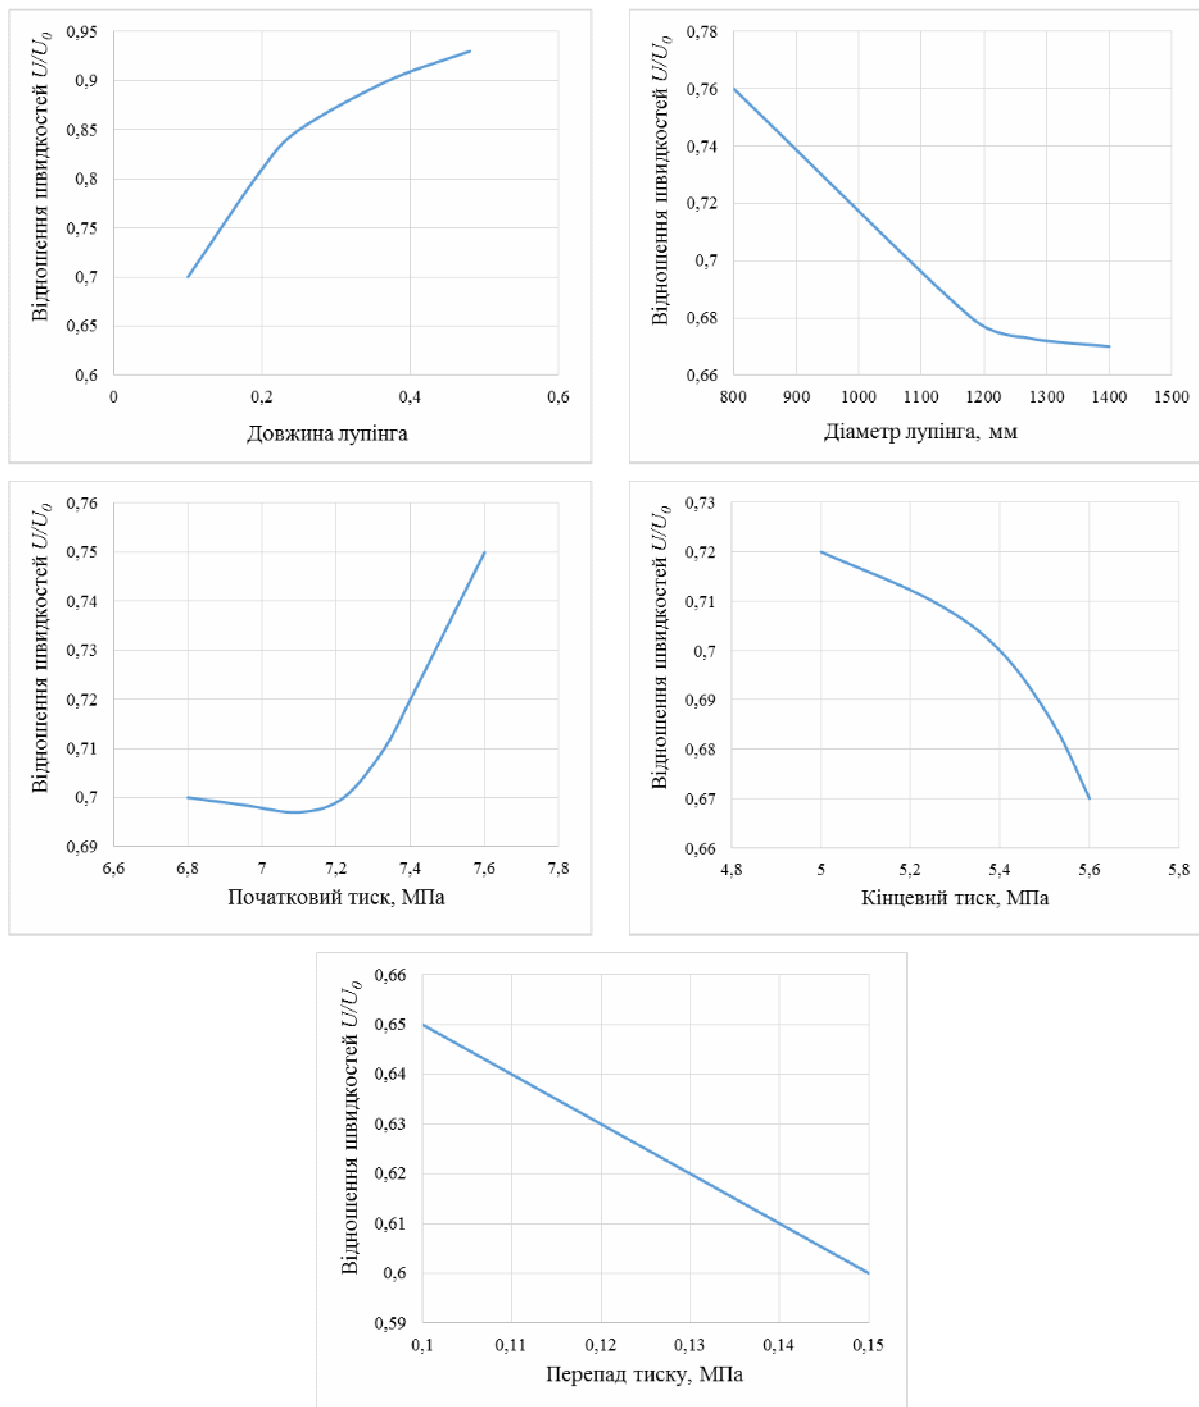 Відношення швидкостей U/U0
0,95
0,9
0,85
0,8
0,75
0,7
0,65
0,6
0 0,2 0,4 0,6
Довжина лупінга
Відношення швидкостей U/U0
0,78
0,76
0,74
0,72
0,7
0,68
0,66
800 900 1000 1100 1200 1300 1400 1500
Діаметр лупінга, мм
Відношення швидкостей U/U0
0,76
0,75
0,74
0,73
0,72
0,71
0,7
0,69
6,6 6,8 7 7,2 7,4 7,6 7,8
Початковий тиск, МПа
Відношення швидкостей U/U0
0,73
0,72
0,71
0,7
0,69
0,68
0,67
0,66
4,8 5 5,2 5,4 5,6 5,8
Кінцевий тиск, МПа
Відношення швидкостей U/U0
0,66
0,65
0,64
0,63
0,62
0,61
0,6
0,59
0,1 0,11 0,12 0,13 0,14 0,15
Перепад тиску, МПа